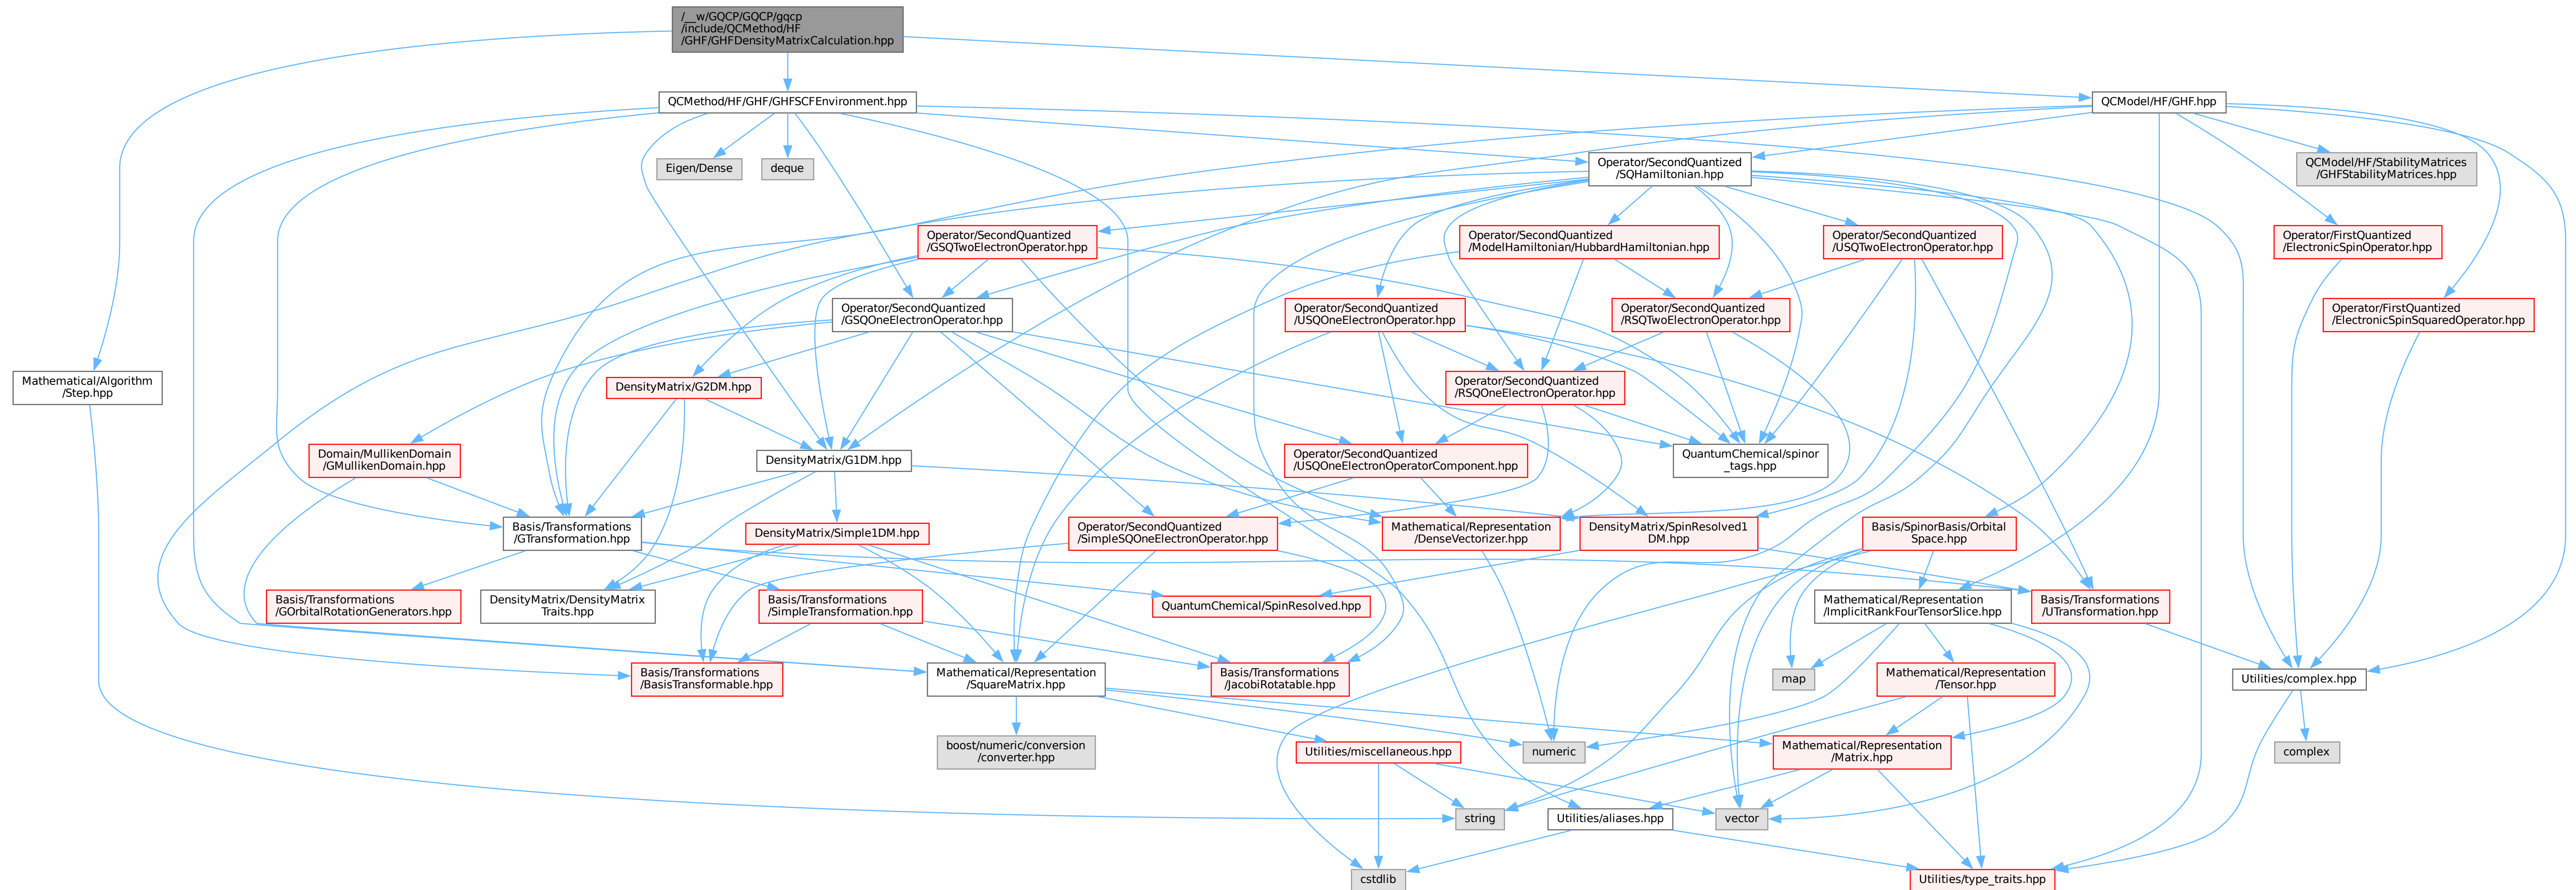 /__w/GQCP/GQCP/gqcp
/include/QCMethod/HF
/GHF/GHFDensityMatrixCalculation.hpp
QCMethod/HF/GHF/GHFSCFEnvironment.hpp
QCModel/HF/GHF.hpp
Eigen/Dense
deque
Operator/SecondQuantized
/SQHamiltonian.hpp
QCModel/HF/StabilityMatrices
/GHFStabilityMatrices.hpp
Operator/SecondQuantized
/GSQTwoElectronOperator.hpp
Operator/SecondQuantized
/ModelHamiltonian/HubbardHamiltonian.hpp
Operator/SecondQuantized
/USQTwoElectronOperator.hpp
Operator/FirstQuantized
/ElectronicSpinOperator.hpp
Operator/SecondQuantized
/GSQOneElectronOperator.hpp
Operator/SecondQuantized
/USQOneElectronOperator.hpp
Operator/SecondQuantized
/RSQTwoElectronOperator.hpp
Operator/FirstQuantized
/ElectronicSpinSquaredOperator.hpp
Mathematical/Algorithm
/Step.hpp
DensityMatrix/G2DM.hpp
Operator/SecondQuantized
/RSQOneElectronOperator.hpp
Domain/MullikenDomain
/GMullikenDomain.hpp
DensityMatrix/G1DM.hpp
Operator/SecondQuantized
/USQOneElectronOperatorComponent.hpp
QuantumChemical/spinor
_tags.hpp
Basis/Transformations
/GTransformation.hpp
DensityMatrix/Simple1DM.hpp
Operator/SecondQuantized
/SimpleSQOneElectronOperator.hpp
Mathematical/Representation
/DenseVectorizer.hpp
DensityMatrix/SpinResolved1
DM.hpp
Basis/SpinorBasis/Orbital
Space.hpp
Basis/Transformations
/GOrbitalRotationGenerators.hpp
DensityMatrix/DensityMatrix
Traits.hpp
Basis/Transformations
/SimpleTransformation.hpp
QuantumChemical/SpinResolved.hpp
Mathematical/Representation
/ImplicitRankFourTensorSlice.hpp
Basis/Transformations
/UTransformation.hpp
Basis/Transformations
/BasisTransformable.hpp
Mathematical/Representation
/SquareMatrix.hpp
Basis/Transformations
/JacobiRotatable.hpp
map
Mathematical/Representation
/Tensor.hpp
Utilities/complex.hpp
boost/numeric/conversion
/converter.hpp
Utilities/miscellaneous.hpp
numeric
Mathematical/Representation
/Matrix.hpp
complex
string
Utilities/aliases.hpp
vector
cstdlib
Utilities/type_traits.hpp